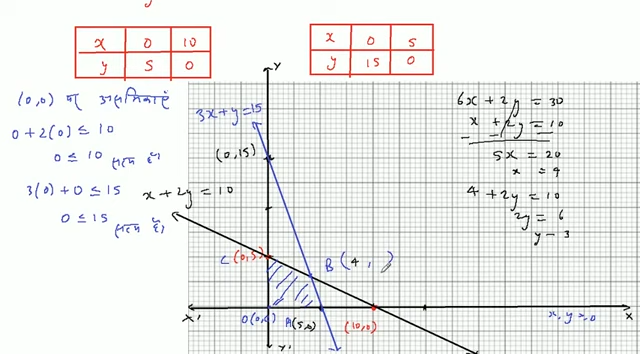 x 0 10
y 5 0
x 0 5
y 15 0
(0,0) पर असमिकाएं
0 + 2(0) ≤ 10
0 ≤ 10 सत्य है।
3(0) + 0 ≤ 15
0 ≤ 15 सत्य है।
Y
3x + y = 15
(0,15)
x + 2y = 10
C (0,5)
B (4,
X'
O(0,0)
A(5,0)
(10,0)
X
Y'
x, y ≥ 0
6x + 2y = 30
x + 2y = 10
- - -
5x = 20
x = 4
4 + 2y = 10
2y = 6
y = 3